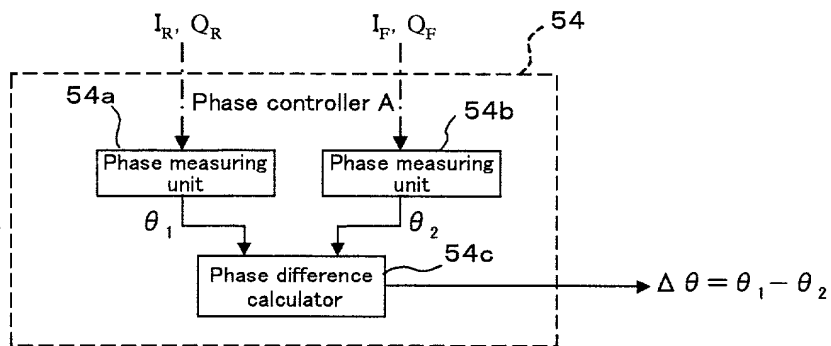 I_R, Q_R
I_F, Q_F
54
Phase controller A
54a
54b
Phase measuring
unit
Phase measuring
unit
θ_1
θ_2
54c
Phase difference
calculator
Δθ=θ_1−θ_2